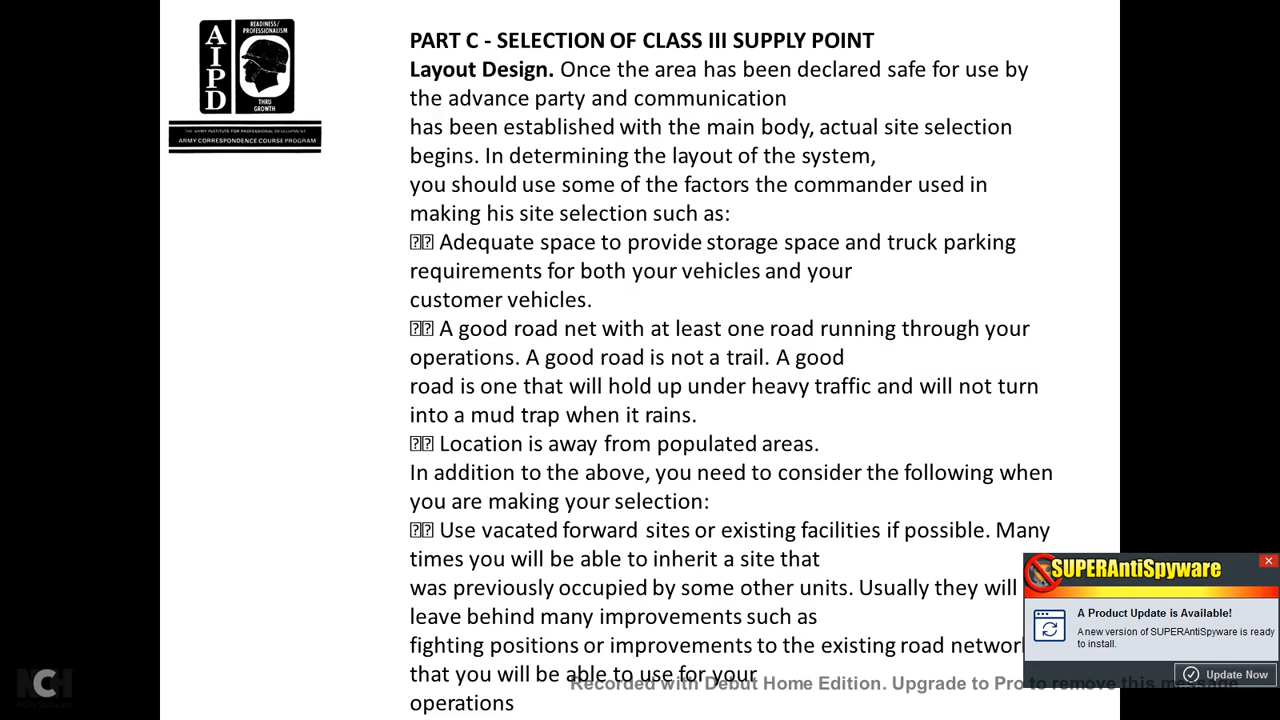 READINESS/
PROFESSIONALISM
AIPD
THRU
GROWTH
THE ARMY INSTITUTE FOR PROFESSIONAL DEVELOPMENT
ARMY CORRESPONDENCE COURSE PROGRAM
PART C - SELECTION OF CLASS III SUPPLY POINT
Layout Design. Once the area has been declared safe for use by
the advance party and communication
has been established with the main body, actual site selection
begins. In determining the layout of the system,
you should use some of the factors the commander used in
making his site selection such as:
⍰⍰ Adequate space to provide storage space and truck parking
requirements for both your vehicles and your
customer vehicles.
⍰⍰ A good road net with at least one road running through your
operations. A good road is not a trail. A good
road is one that will hold up under heavy traffic and will not turn
into a mud trap when it rains.
⍰⍰ Location is away from populated areas.
In addition to the above, you need to consider the following when
you are making your selection:
⍰⍰ Use vacated forward sites or existing facilities if possible. Many
times you will be able to inherit a site that
was previously occupied by some other units. Usually they will
leave behind many improvements such as
fighting positions or improvements to the existing road networ
that you will be able to use for your
operations
SUPERAntiSpyware
A Product Update is Available!
A new version of SUPERAntiSpyware is ready
to install.
Update Now
NCH
NCH Software
Recorded with Debut Home Edition. Upgrade to Pro to remove this message